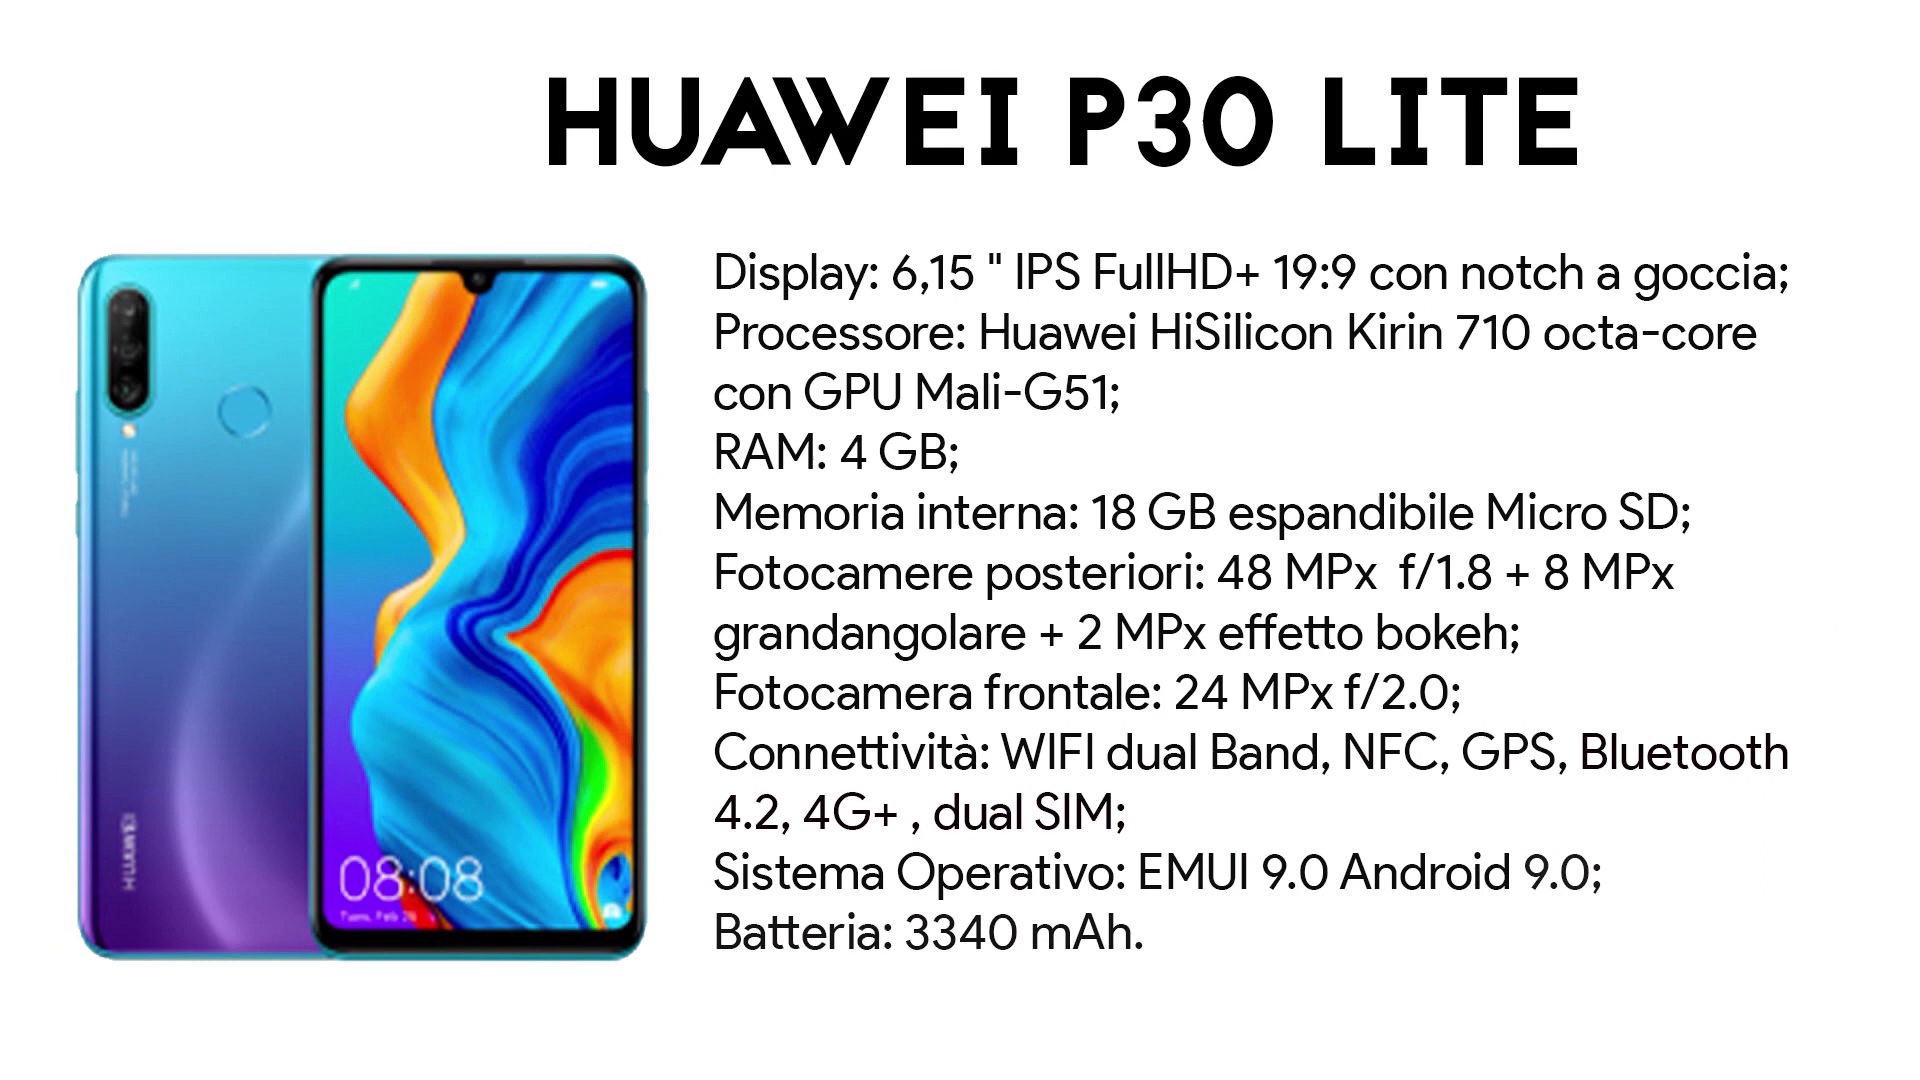 HUAWEI P30 LITE
Display: 6,15 " IPS FullHD+ 19:9 con notch a goccia;
Processore: Huawei HiSilicon Kirin 710 octa-core
con GPU Mali-G51;
RAM: 4 GB;
Memoria interna: 18 GB espandibile Micro SD;
Fotocamere posteriori: 48 MPx  f/1.8 + 8 MPx
grandangolare + 2 MPx effetto bokeh;
Fotocamera frontale: 24 MPx f/2.0;
Connettività: WIFI dual Band, NFC, GPS, Bluetooth
4.2, 4G+ , dual SIM;
Sistema Operativo: EMUI 9.0 Android 9.0;
Batteria: 3340 mAh.
HUAWEI
08:08